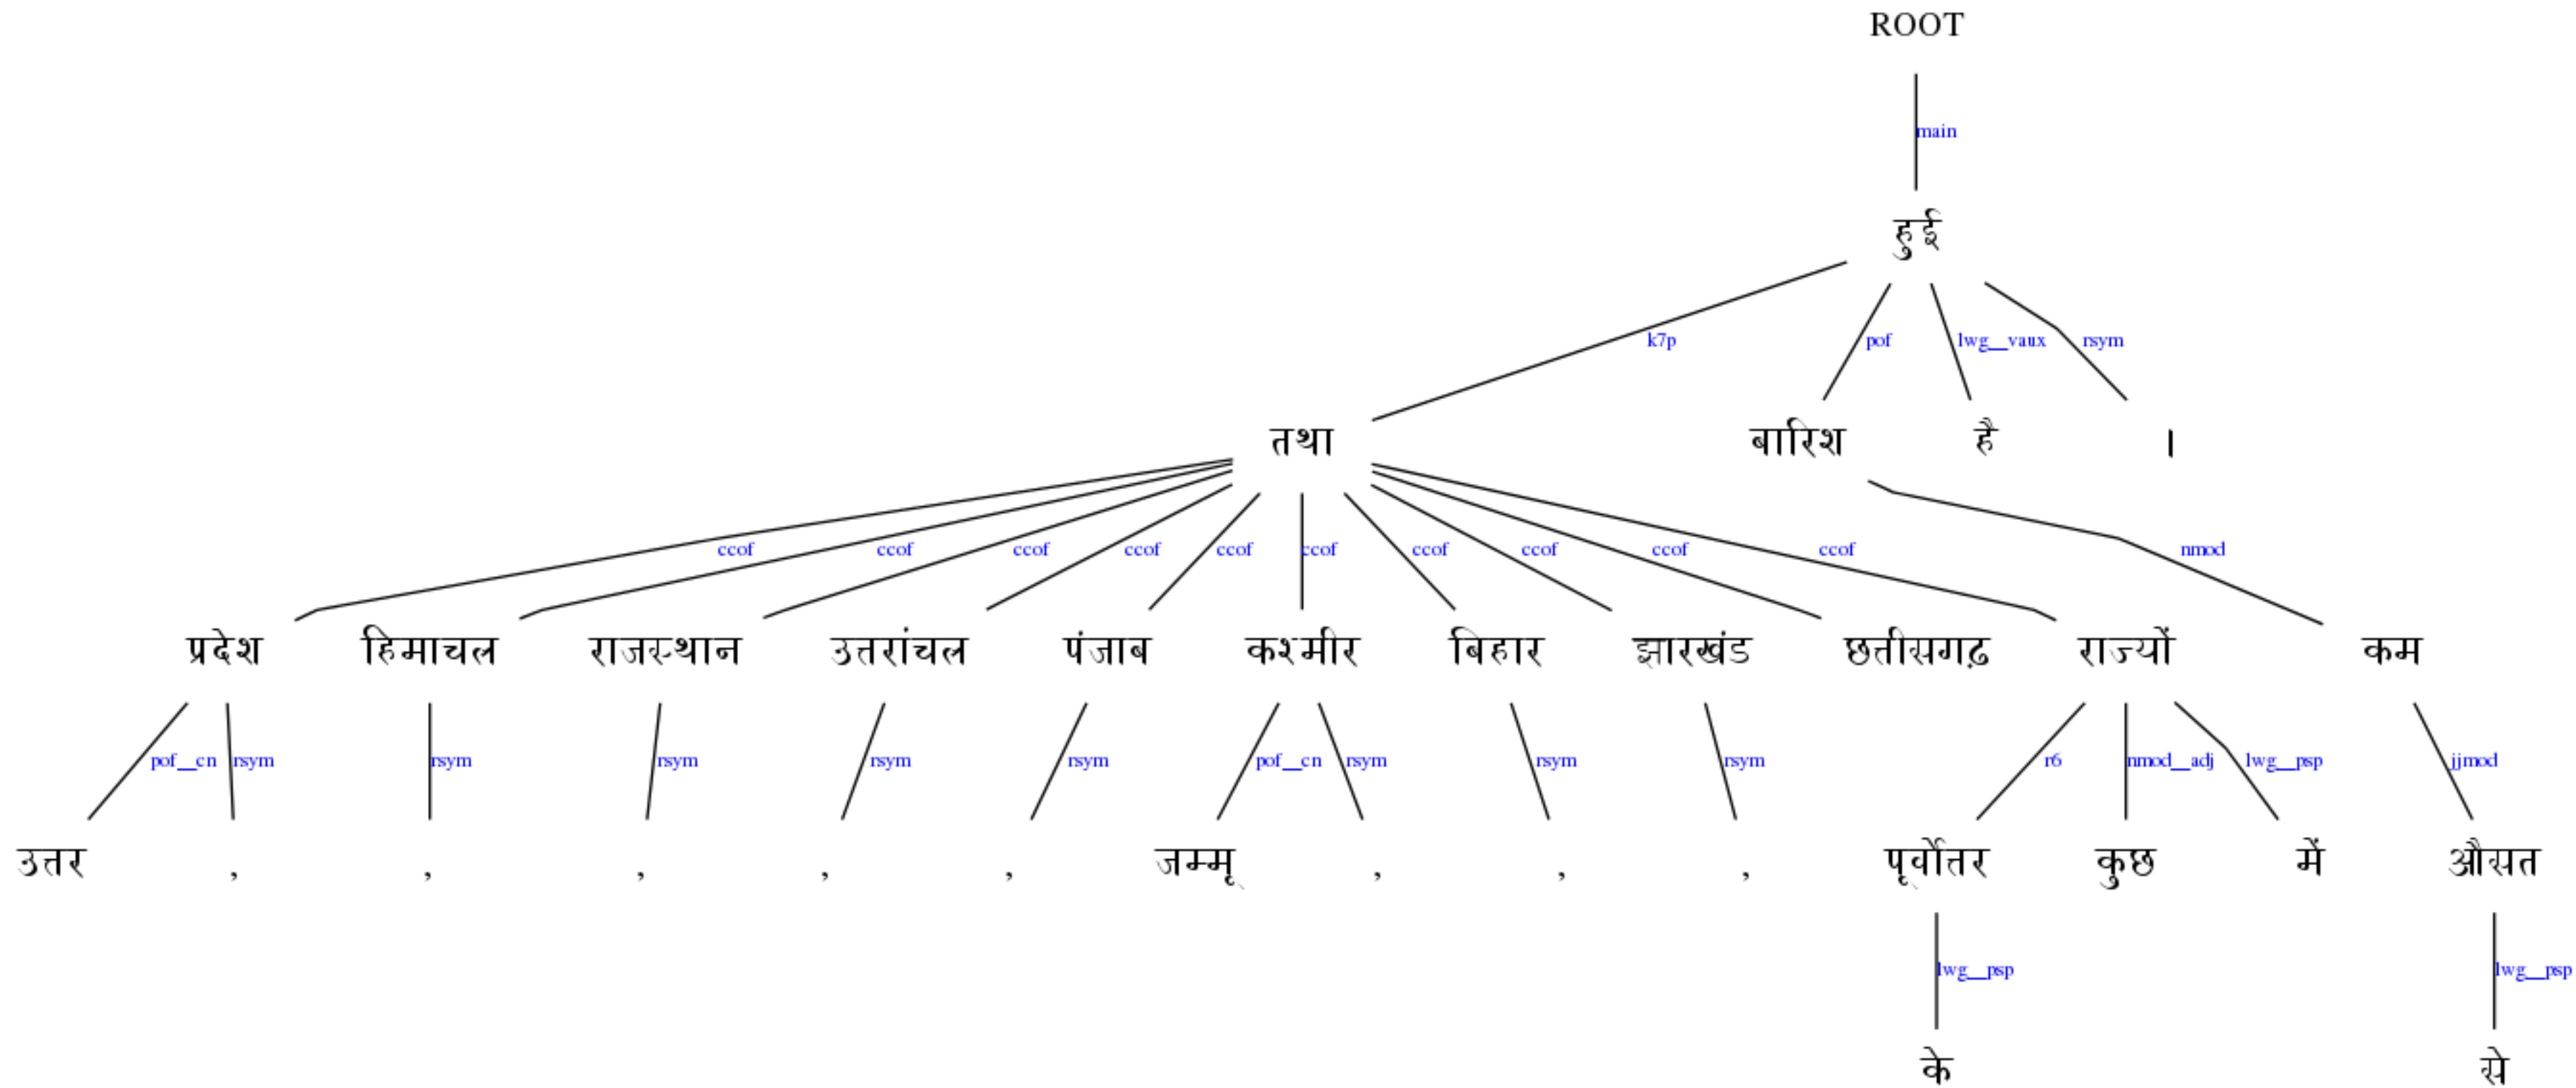 ROOT
main
हुई
k7p pof lwg__vaux rsym
तथा बारिश है ।
ccof ccof ccof ccof ccof ccof ccof ccof ccof ccof nmod
प्रदेश हिमाचल राजस्थान उत्तरांचल पंजाब कश्मीर बिहार झारखंड छत्तीसगढ़ राज्यों कम
pof__cn rsym rsym rsym rsym rsym pof__cn rsym rsym rsym r6 nmod__adj lwg__psp jjmod
उत्तर , , , , , जम्मू , , , पूर्वोत्तर कुछ में औसत
lwg__psp lwg__psp
के से